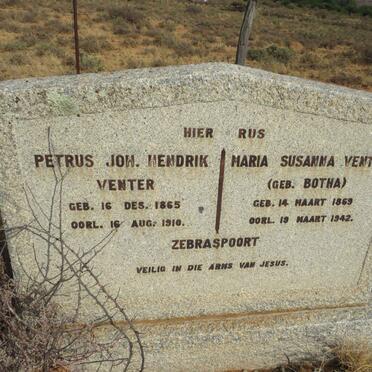 HIER RUS
PETRUS JOH. HENDRIK
VENTER
GEB. 16 DES. 1865
OORL. 16 AUG. 1910.
MARIA SUSANNA VENT
(GEB. BOTHA)
GEB. 14 MAART 1869
OORL. 19 MAART 1942.
ZEBRASPOORT
VEILIG IN DIE ARMS VAN JESUS.